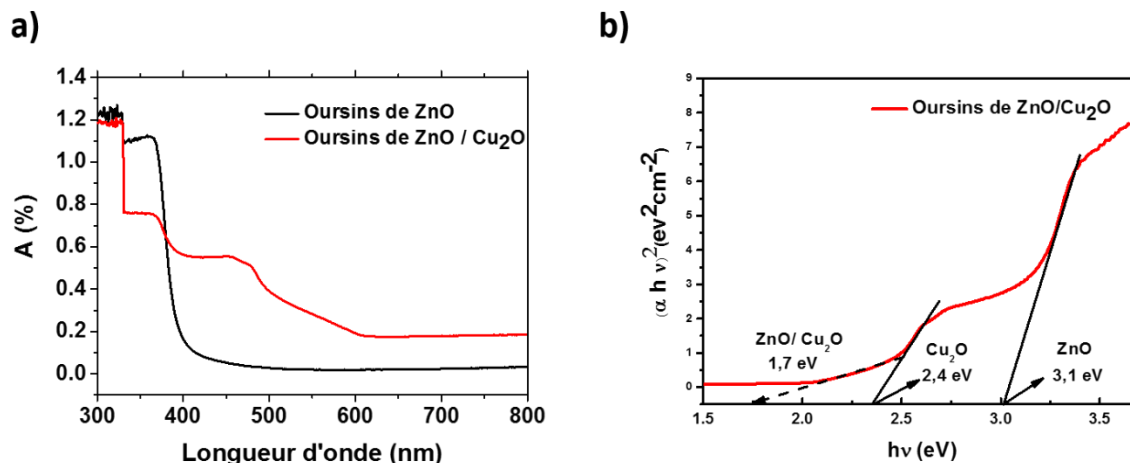 a)
1.4
1.2
1.0
0.8
0.6
0.4
0.2
0.0
A (%)
Oursins de ZnO
Oursins de ZnO / Cu2O
300 400 500 600 700 800
Longueur d'onde (nm)
b)
9
8
7
6
5
4
3
2
1
0
(α h ν)2(ev2cm-2)
Oursins de ZnO/Cu2O
ZnO/ Cu2O
1,7 eV
Cu2O
2,4 eV
ZnO
3,1 eV
1.5 2.0 2.5 3.0 3.5
hν (eV)